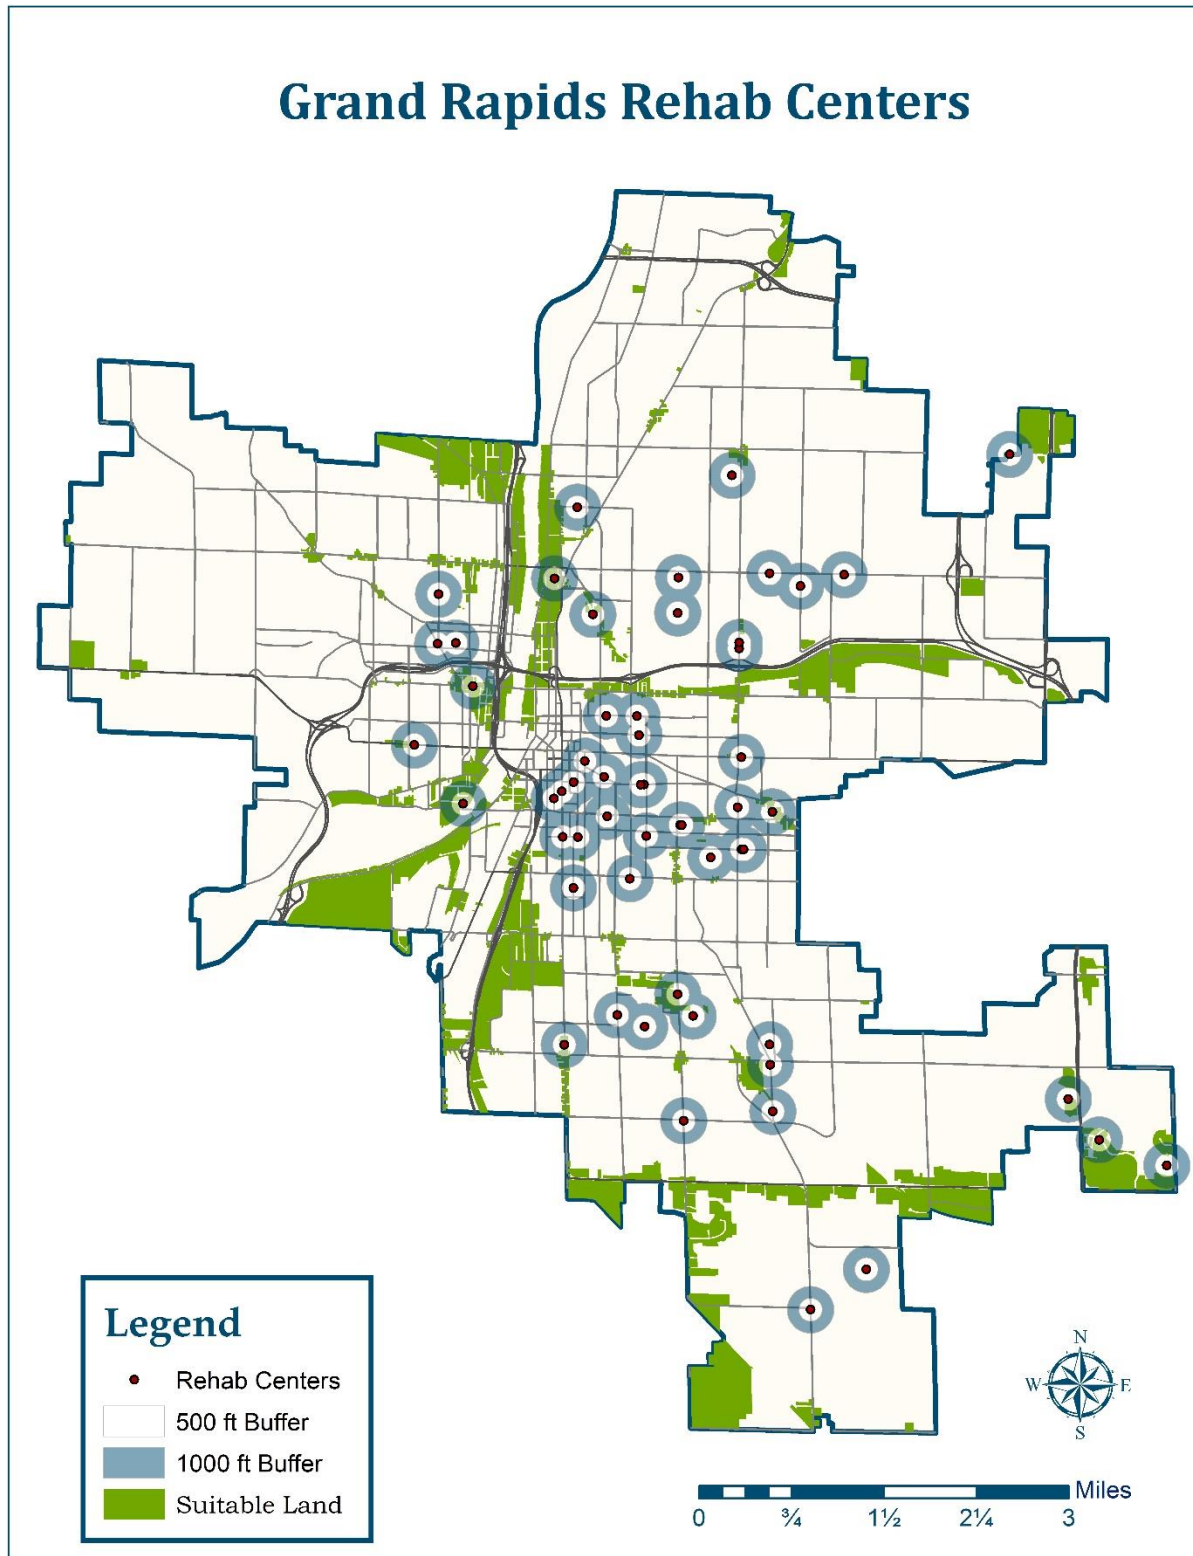 Grand Rapids Rehab Centers
Legend
Rehab Centers
500 ft Buffer
1000 ft Buffer
Suitable Land
N
W E
S
Miles
0 ¾ 1½ 2¼ 3